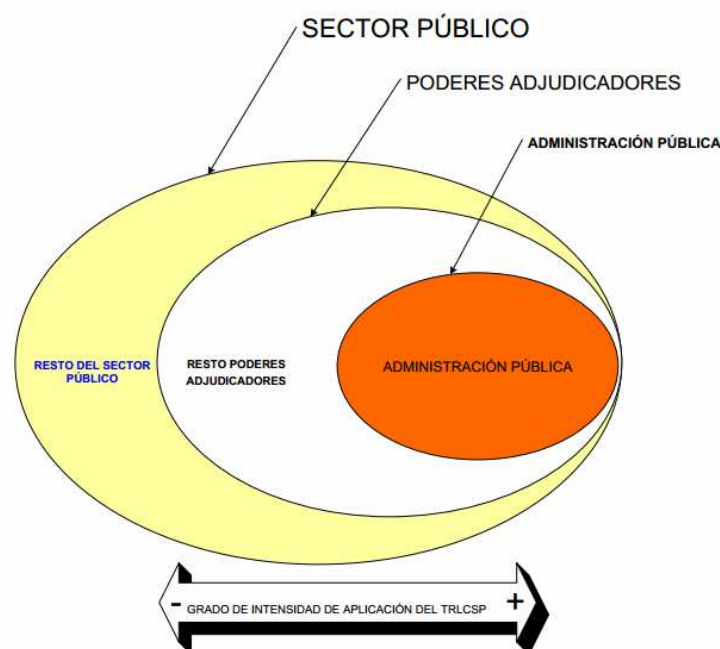 SECTOR PÚBLICO
PODERES ADJUDICADORES
ADMINISTRACIÓN PÚBLICA
RESTO DEL SECTOR
PÚBLICO
RESTO PODERES
ADJUDICADORES
ADMINISTRACIÓN PÚBLICA
- GRADO DE INTENSIDAD DE APLICACIÓN DEL TRLCSP +